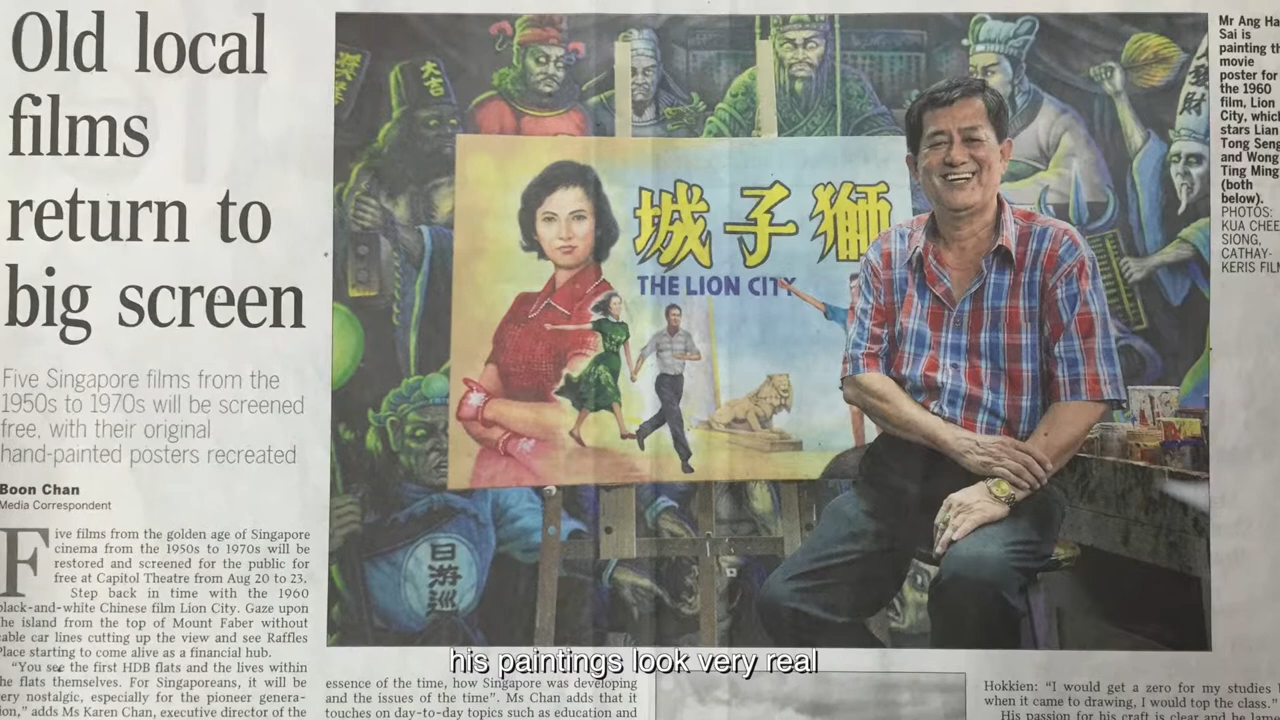 Old local
films
return to
big screen
Five Singapore films from the
1950s to 1970s will be screened
free, with their original
hand-painted posters recreated
Boon Chan
Media Correspondent
Five films from the golden age of Singapore
cinema from the 1950s to 1970s will be
restored and screened for the public for
free at Capitol Theatre from Aug 20 to 23.
Step back in time with the 1960
black-and-white Chinese film Lion City. Gaze upon
the island from the top of Mount Faber without
cable car lines cutting up the view and see Raffles
Place starting to come alive as a financial hub.
"You see the first HDB flats and the lives within
the flats themselves. For Singaporeans, it will be
very nostalgic, especially for the pioneer genera-
tion," adds Ms Karen Chan, executive director of the
大吉
城子獅
THE LION CITY
日游巡
財
Mr Ang Ha
Sai is
painting th
movie
poster for
the 1960
film, Lion
City, whic
stars Lian
Tong Seng
and Wong
Ting Ming
(both
below).
PHOTOS:
KUA CHEE
SIONG,
CATHAY-
KERIS FIL
essence of the time, how Singapore was developing
and the issues of the time". Ms Chan adds that it
touches on day-to-day topics such as education and
Hokkien: "I would get a zero for my studies
when it came to drawing, I would top the class."
His passion for his craft is clear and he
his paintings look very real